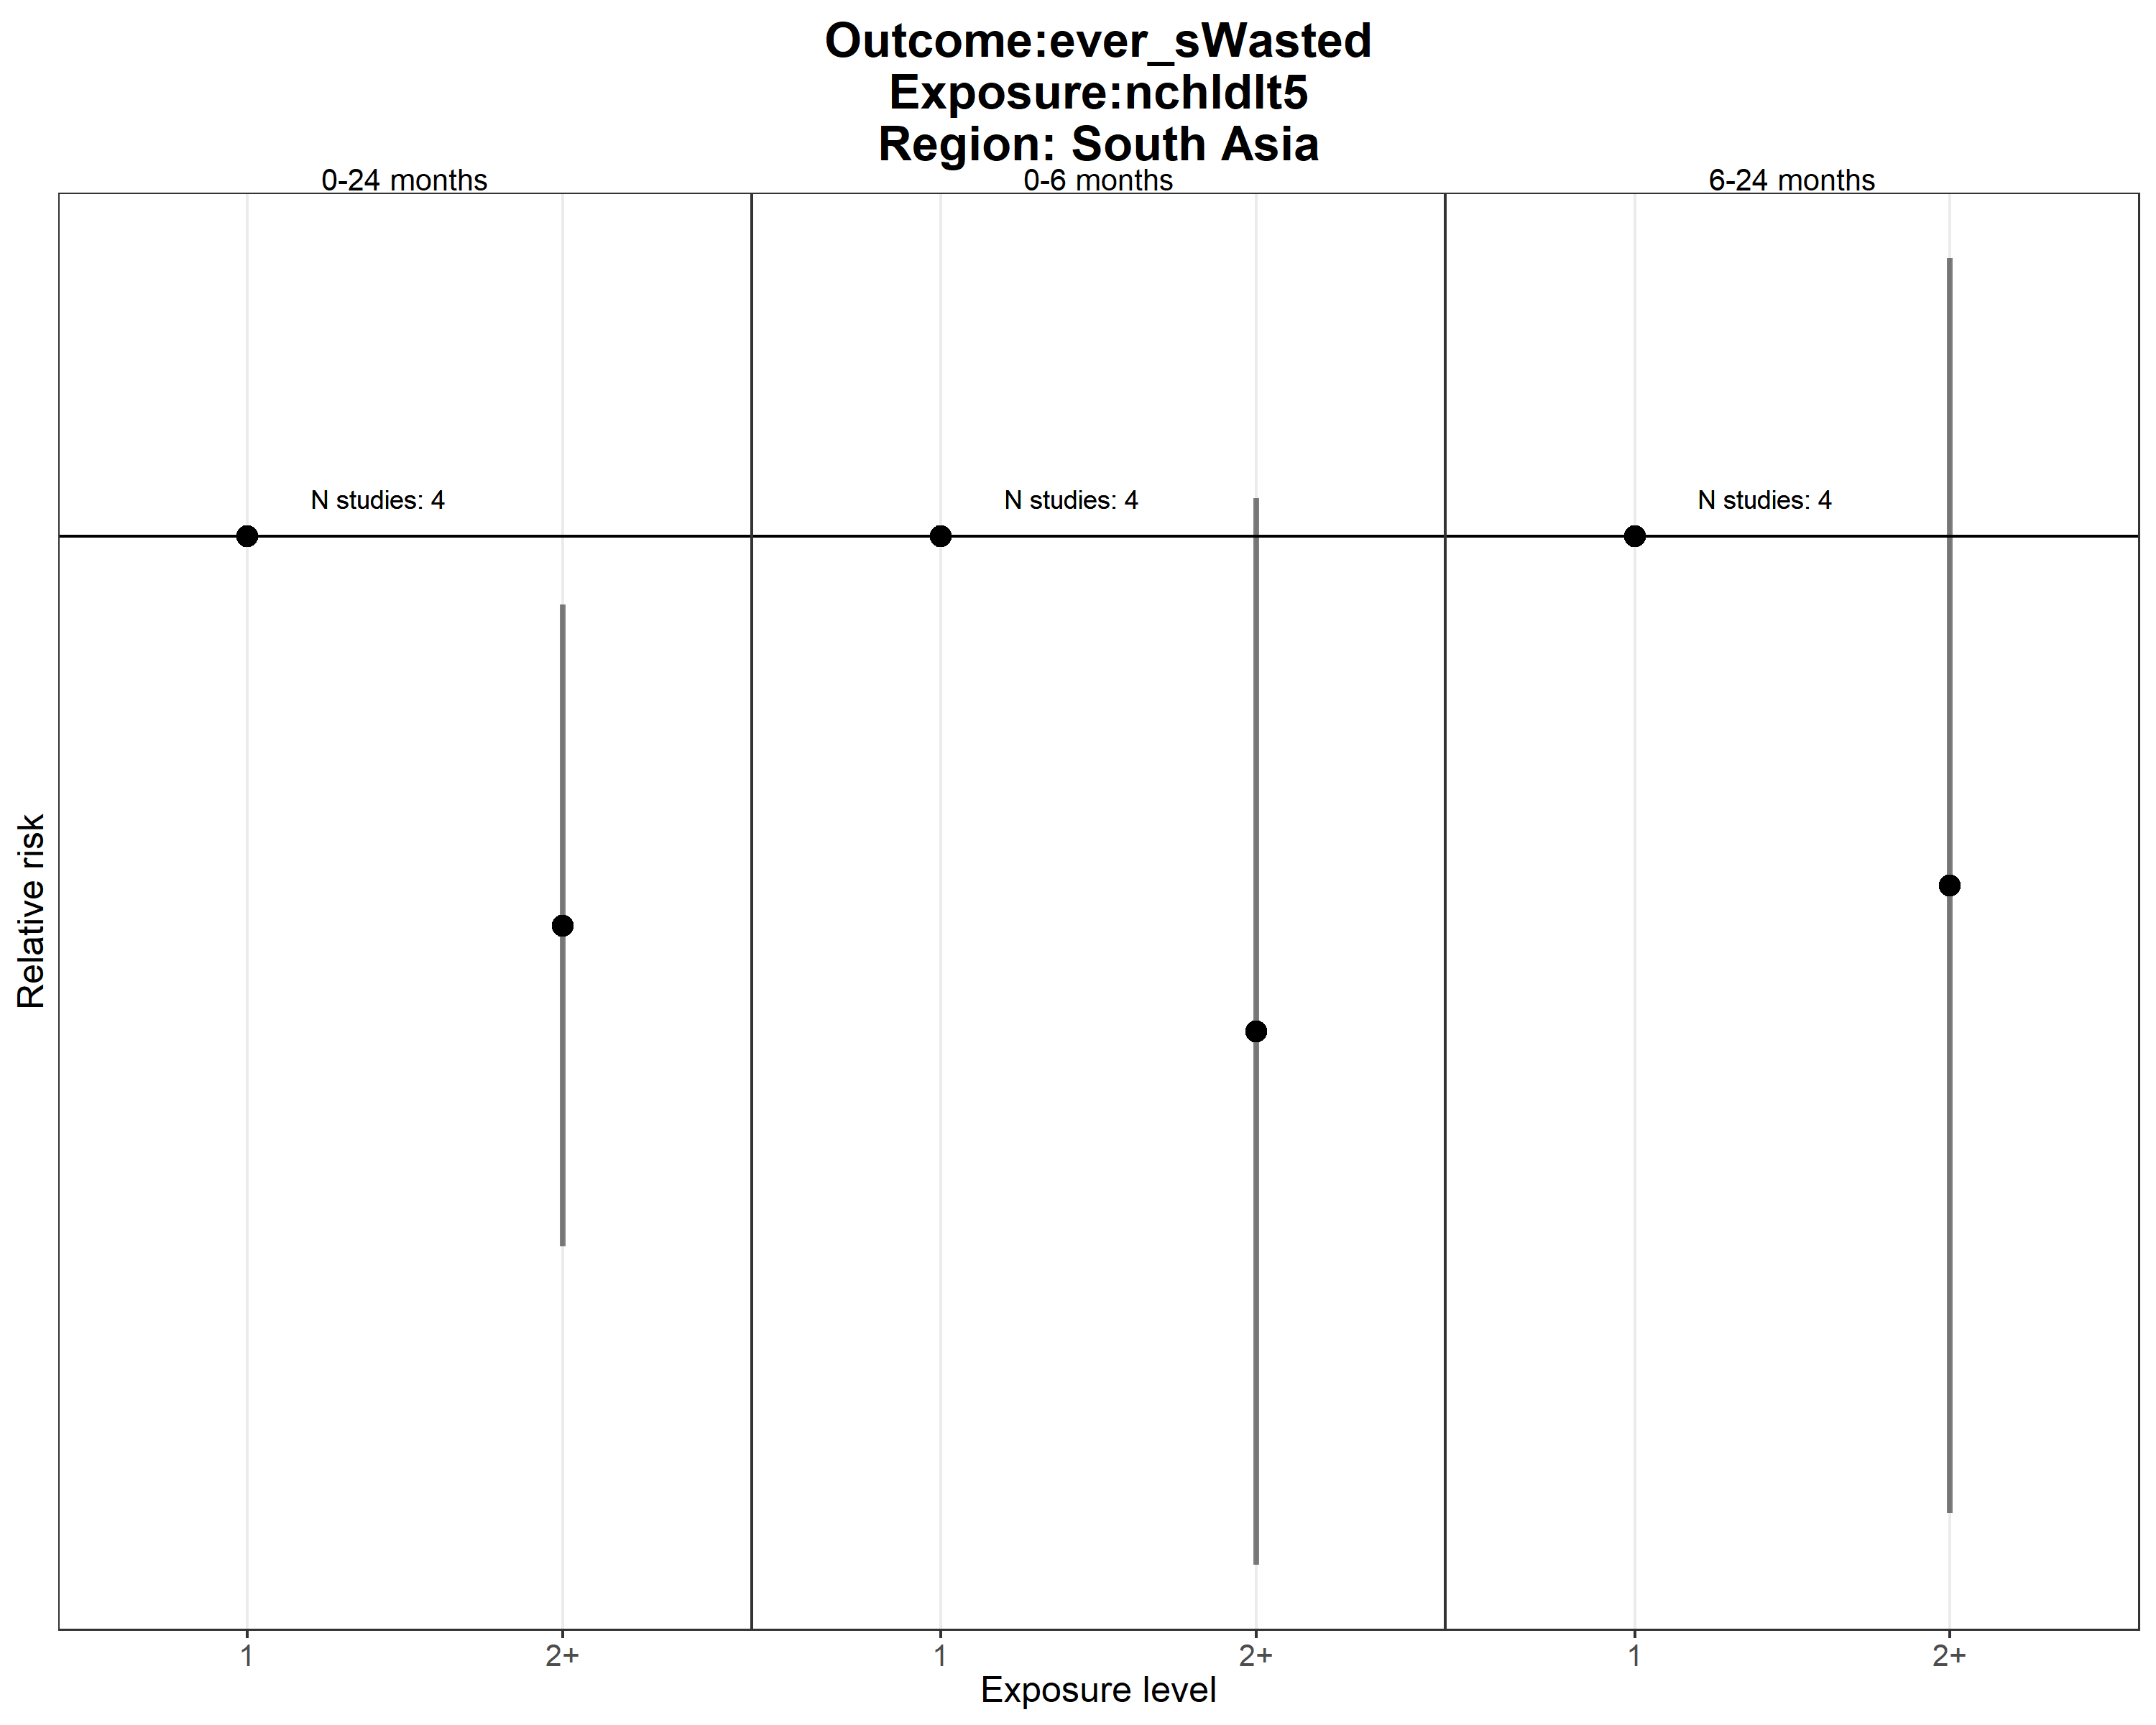 Outcome:ever_sWasted
Exposure:nchldlt5
Region: South Asia
0-24 months
0-6 months
6-24 months
N studies: 4
N studies: 4
N studies: 4
Relative risk
1
2+
1
2+
1
2+
Exposure level